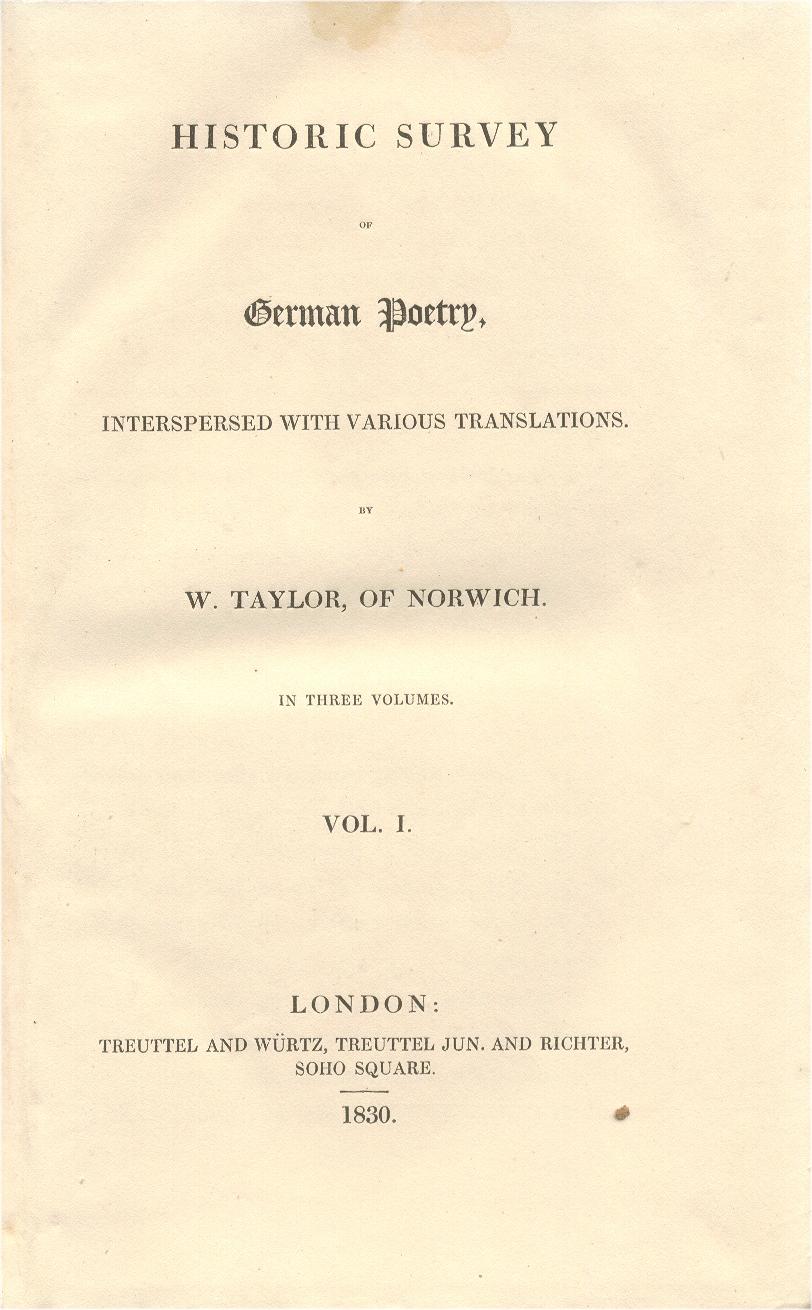 HISTORIC SURVEY
OF
German Poetry,
INTERSPERSED WITH VARIOUS TRANSLATIONS.
BY
W. TAYLOR, OF NORWICH.
IN THREE VOLUMES.
VOL. I.
LONDON:
TREUTTEL AND WÜRTZ, TREUTTEL JUN. AND RICHTER,
SOHO SQUARE.
1830.